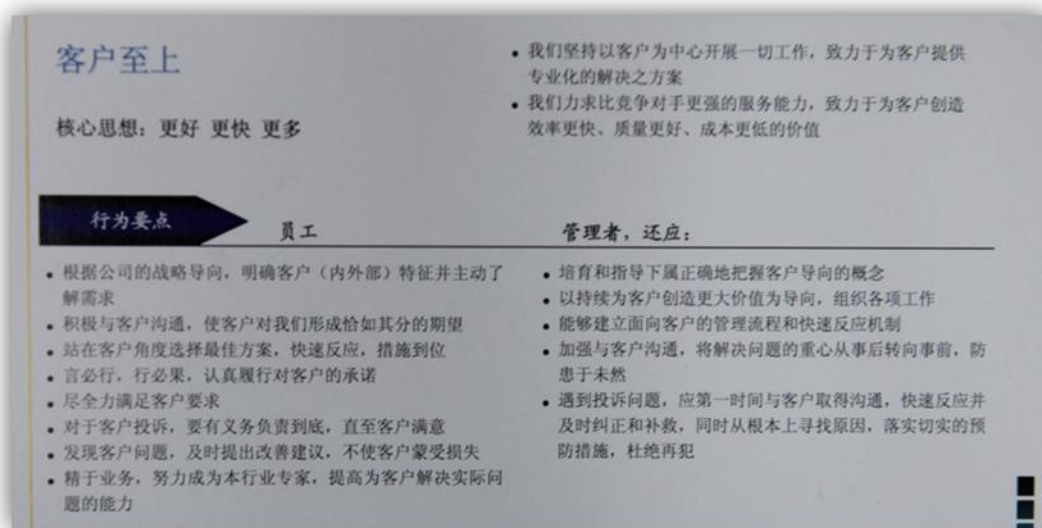 客户至上
核心思想：更好 更快 更多
• 我们坚持以客户为中心开展一切工作，致力于为客户提供
专业化的解决之方案
• 我们力求比竞争对手更强的服务能力，致力于为客户创造
效率更快、质量更好、成本更低的价值
行为要点
员工
• 根据公司的战略导向，明确客户（内外部）特征并主动了
解需求
• 积极与客户沟通，使客户对我们形成恰如其分的期望
• 站在客户角度选择最佳方案，快速反应，措施到位
• 言必行，行必果，认真履行对客户的承诺
• 尽全力满足客户要求
• 对于客户投诉，要有义务负责到底，直至客户满意
• 发现客户问题，及时提出改善建议，不使客户蒙受损失
• 精于业务，努力成为本行业专家，提高为客户解决实际问
题的能力
管理者，还应：
• 培育和指导下属正确地把握客户导向的概念
• 以持续为客户创造更大价值为导向，组织各项工作
• 能够建立面向客户的管理流程和快速反应机制
• 加强与客户沟通，将解决问题的重心从事后转向事前，防
患于未然
• 遇到投诉问题，应第一时间与客户取得沟通，快速反应并
及时纠正和补救，同时从根本上寻找原因，落实切实的预
防措施，杜绝再犯